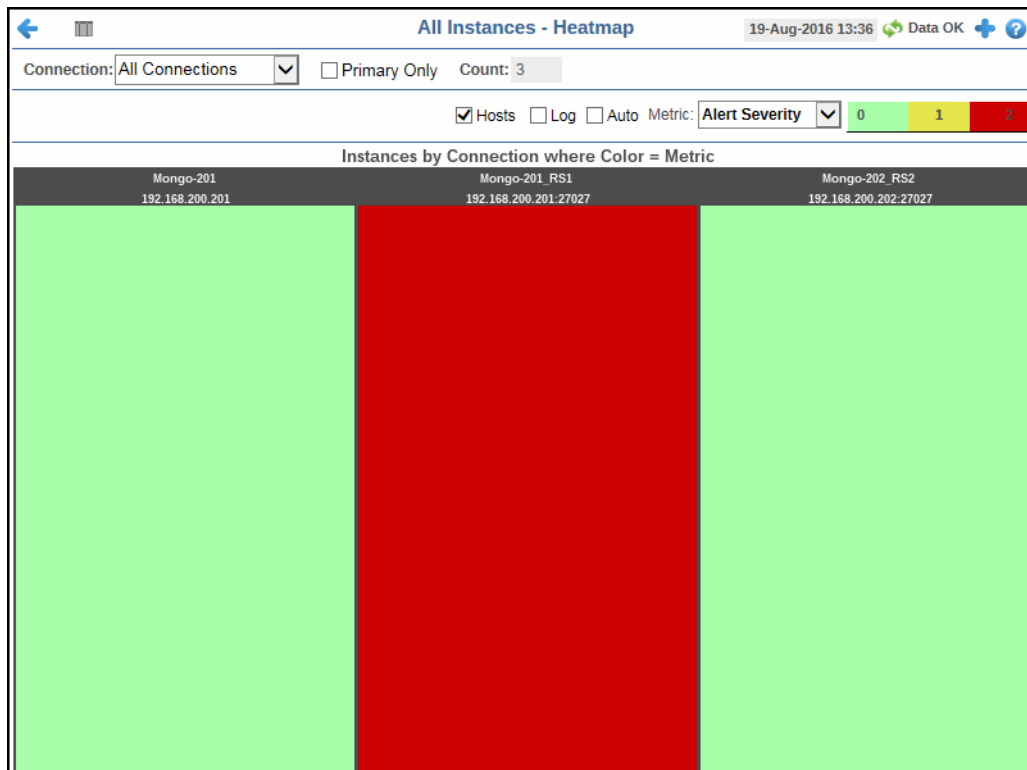 All Instances - Heatmap 19-Aug-2016 13:36 Data OK ?
Connection: All Connections Primary Only Count: 3
Hosts Log Auto Metric: Alert Severity 0 1 2
Instances by Connection where Color = Metric
Mongo-201 Mongo-201_RS1 Mongo-202_RS2
192.168.200.201 192.168.200.201:27027 192.168.200.202:27027